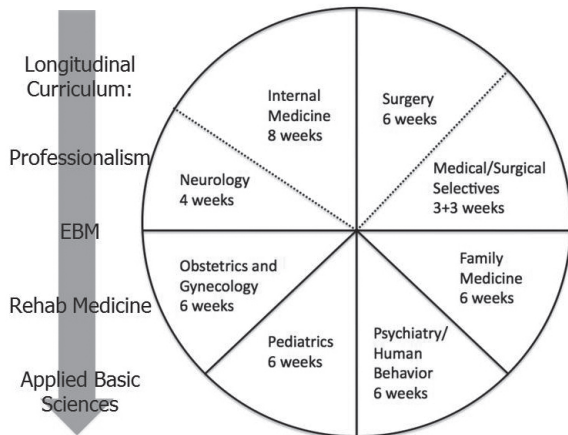 Longitudinal
Curriculum:
Professionalism
EBM
Rehab Medicine
Applied Basic
Sciences
Internal
Medicine
8 weeks
Surgery
6 weeks
Neurology
4 weeks
Medical/Surgical
Selectives
3+3 weeks
Obstetrics and
Gynecology
6 weeks
Family
Medicine
6 weeks
Pediatrics
6 weeks
Psychiatry/
Human
Behavior
6 weeks